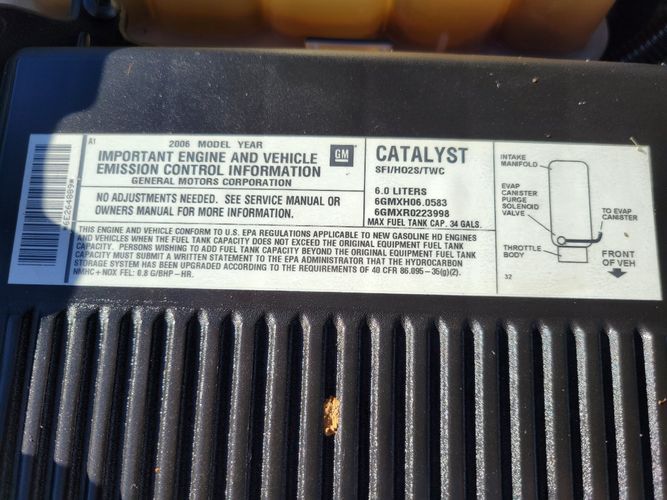 A1
2006 MODEL YEAR
IMPORTANT ENGINE AND VEHICLE
EMISSION CONTROL INFORMATION
GENERAL MOTORS CORPORATION
GM
NO ADJUSTMENTS NEEDED. SEE SERVICE MANUAL OR
OWNERS MANUAL FOR MORE INFORMATION.
CATALYST
SFI/HO2S/TWC
6.0 LITERS
6GMXH06.0583
6GMXR0223998
MAX FUEL TANK CAP. 34 GALS.
THIS ENGINE AND VEHICLE CONFORM TO U.S. EPA REGULATIONS APPLICABLE TO NEW GASOLINE HD ENGINES
AND VEHICLES WHEN THE FUEL TANK CAPACITY DOES NOT EXCEED THE ORIGINAL EQUIPMENT FUEL TANK
CAPACITY. PERSONS WISHING TO ADD FUEL TANK CAPACITY BEYOND THE ORIGINAL EQUIPMENT FUEL TANK
CAPACITY MUST SUBMIT A WRITTEN STATEMENT TO THE EPA ADMINISTRATOR THAT THE HYDROCARBON
STORAGE SYSTEM HAS BEEN UPGRADED ACCORDING TO THE REQUIREMENTS OF 40 CFR 86.095-35(g)(2).
NMHC + NOX FEL: 0.8 G/BHP-HR.
INTAKE
MANIFOLD
EVAP
CANISTER
PURGE
SOLENOID
VALVE
TO EVAP
CANISTER
THROTTLE
BODY
FRONT
OF VEH
32